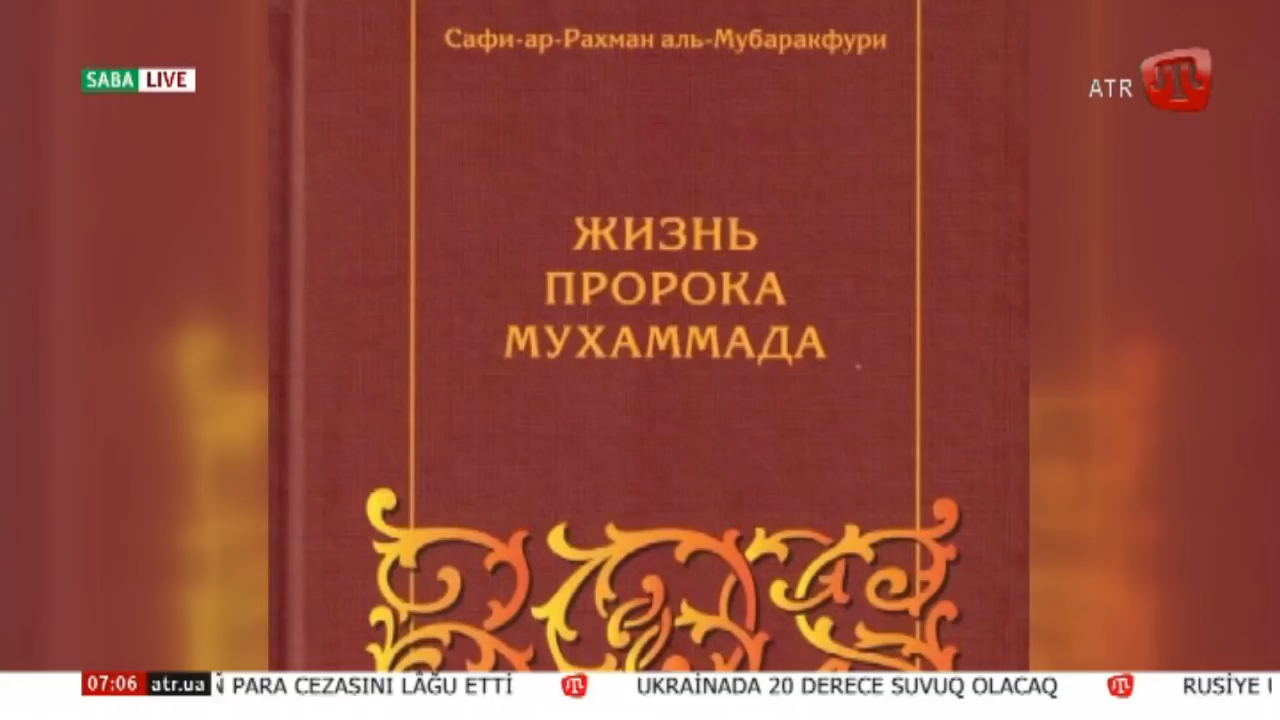 Сафи-ар-Рахман аль-Мубаракфури
SABA LIVE
ATR
ЖИЗНЬ
ПРОРОКА
МУХАММАДА
07:06 atr.ua PARA CEZASINI LÂĞU ETTİ UKRAİNADA 20 DERECE SUVUQ OLACAQ RUSİYE